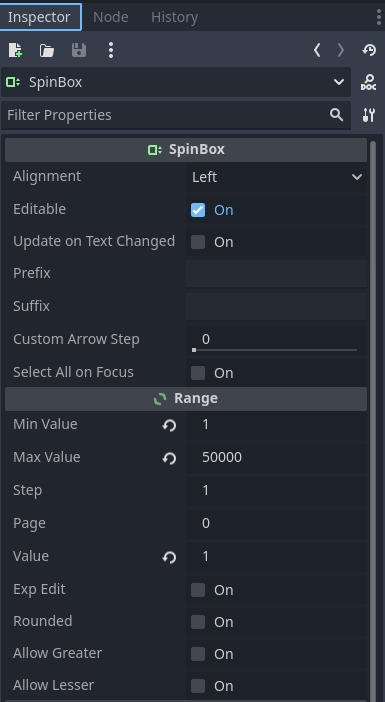 Inspector Node History
DOC
SpinBox
Filter Properties
SpinBox
Alignment Left
Editable On
Update on Text Changed On
Prefix
Suffix
Custom Arrow Step 0
Select All on Focus On
Range
Min Value 1
Max Value 50000
Step 1
Page 0
Value 1
Exp Edit On
Rounded On
Allow Greater On
Allow Lesser On